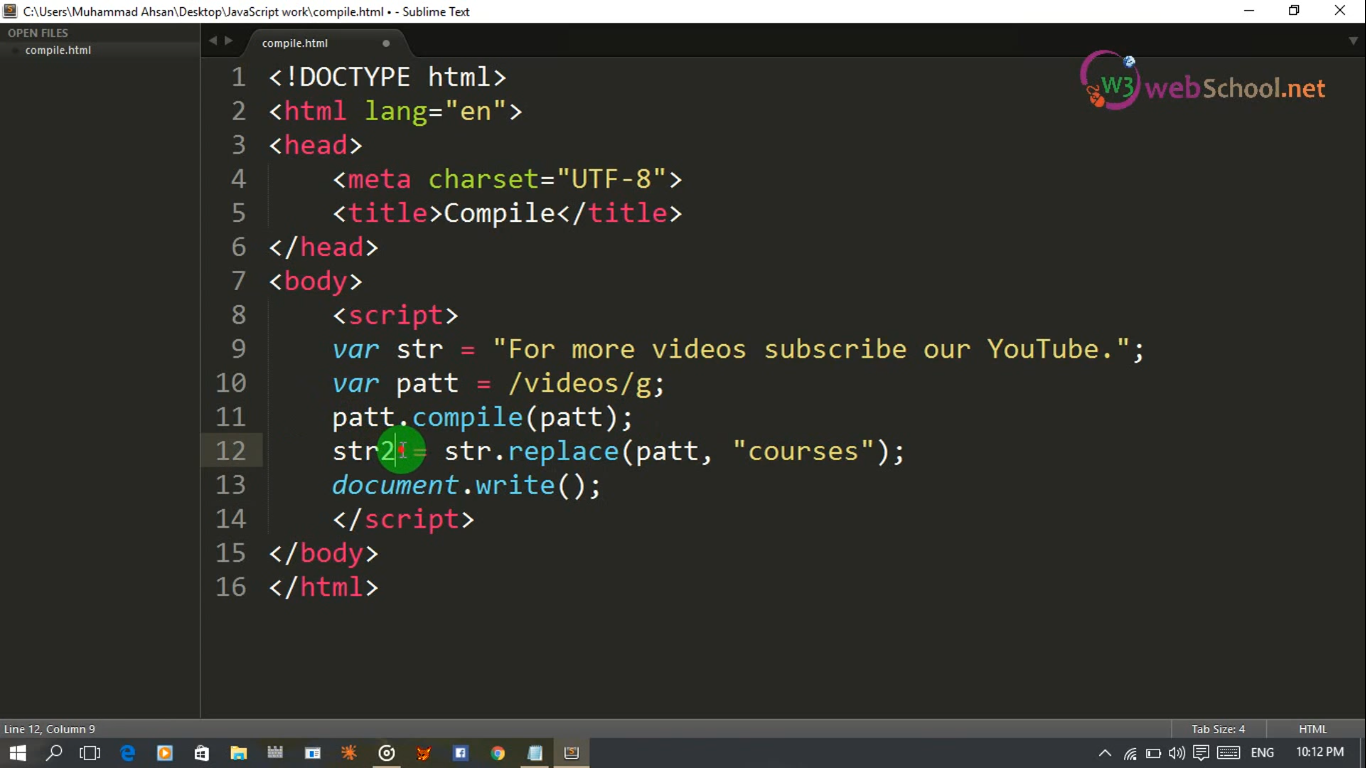 C:\Users\Muhammad Ahsan\Desktop\JavaScript work\compile.html • - Sublime Text
OPEN FILES
compile.html
compile.html
W3 webSchool.net
1 <!DOCTYPE html>
2 <html lang="en">
3 <head>
4 <meta charset="UTF-8">
5 <title>Compile</title>
6 </head>
7 <body>
8 <script>
9 var str = "For more videos subscribe our YouTube.";
10 var patt = /videos/g;
11 patt.compile(patt);
12 str2 = str.replace(patt, "courses");
13 document.write();
14 </script>
15 </body>
16 </html>
Line 12, Column 9
Tab Size: 4
HTML
ENG
10:12 PM